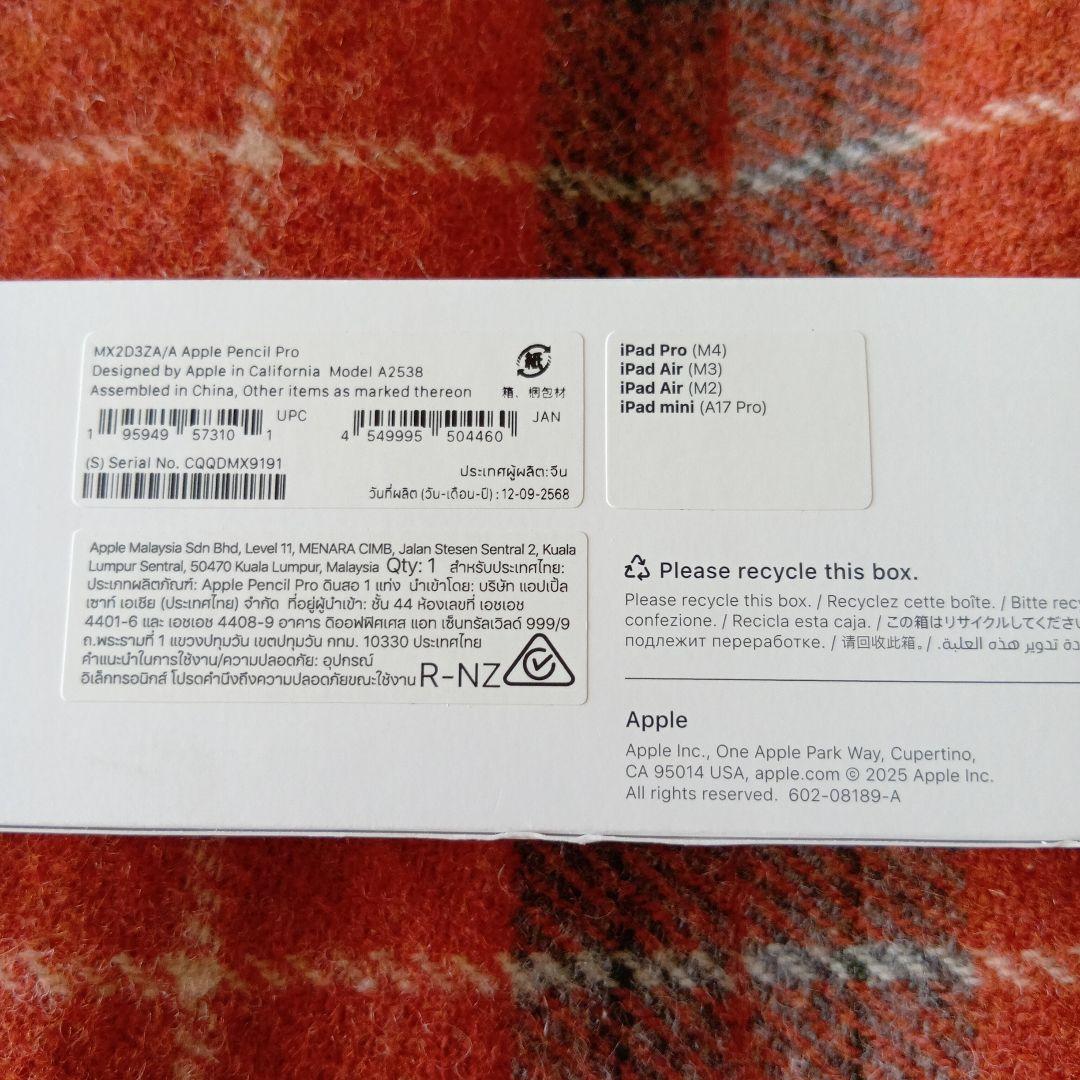 MX2D3ZA/A Apple Pencil Pro
Designed by Apple in California Model A2538
Assembled in China, Other items as marked thereon
紙
箱、梱包材
UPC
1 95949 57310 1
JAN
4 549995 504460
(S) Serial No. CQQDMX9191
ประเทศผู้ผลิต:จีน
วันที่ผลิต (วัน-เดือน-ปี) : 12-09-2568
iPad Pro (M4)
iPad Air (M3)
iPad Air (M2)
iPad mini (A17 Pro)
Apple Malaysia Sdn Bhd, Level 11, MENARA CIMB, Jalan Stesen Sentral 2, Kuala
Lumpur Sentral, 50470 Kuala Lumpur, Malaysia Qty: 1 สำหรับประเทศไทย:
ประเภทผลิตภัณฑ์: Apple Pencil Pro ดินสอ 1 แท่ง นำเข้าโดย: บริษัท แอปเปิ้ล
เซาท์ เอเชีย (ประเทศไทย) จำกัด ที่อยู่ผู้นำเข้า: ชั้น 44 ห้องเลขที่ เอชเอช
4401-6 และ เอชเอช 4408-9 อาคาร ดิออฟฟิศเศส แอท เซ็นทรัลเวิลด์ 999/9
ถ.พระรามที่ 1 แขวงปทุมวัน เขตปทุมวัน กทม. 10330 ประเทศไทย
คำแนะนำในการใช้งาน/ความปลอดภัย: อุปกรณ์
อิเล็กทรอนิกส์ โปรดคำนึงถึงความปลอดภัยขณะใช้งาน R-NZ
Please recycle this box.
Please recycle this box. / Recyclez cette boîte. / Bitte recy
confezione. / Recicla esta caja. / この箱はリサイクルしてくださ
подлежит переработке. / 请回收此箱。/ .دة تدوير هذه العلبة
Apple
Apple Inc., One Apple Park Way, Cupertino,
CA 95014 USA, apple.com © 2025 Apple Inc.
All rights reserved. 602-08189-A